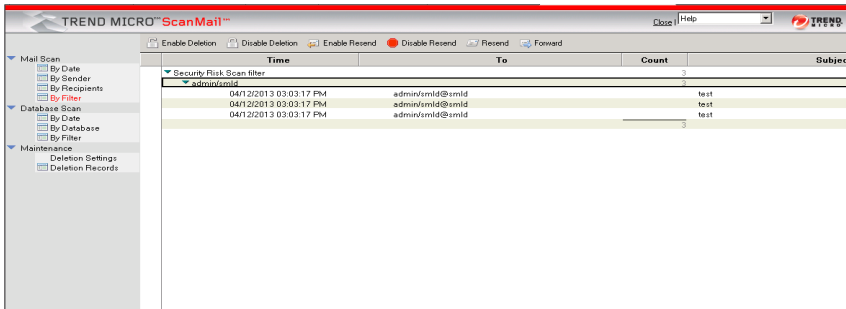 TREND MICRO™ ScanMail™
Close | Help
TREND MICRO
Enable Deletion Disable Deletion Enable Resend Disable Resend Resend Forward
Mail Scan
By Date
By Sender
By Recipients
By Filter
Database Scan
By Date
By Database
By Filter
Maintenance
Deletion Settings
Deletion Records
Time To Count Subjec
Security Risk Scan filter 3
admin/smld 3
04/12/2013 03:03:17 PM admin/smld@smld test
04/12/2013 03:03:17 PM admin/smld@smld test
04/12/2013 03:03:17 PM admin/smld@smld test
3